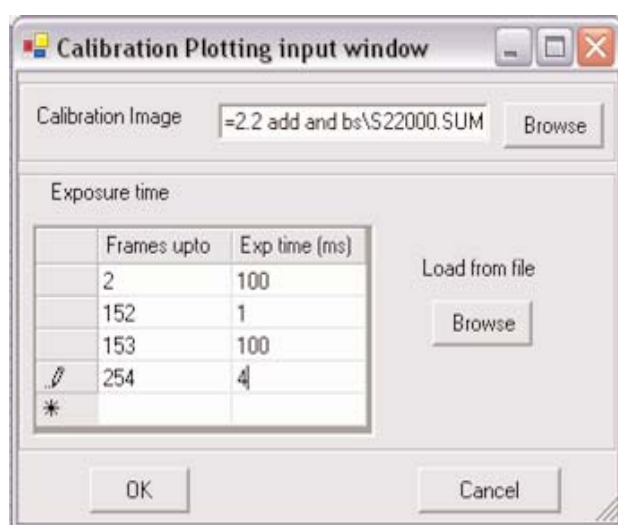 Calibration Plotting input window
Calibration Image =2.2 add and bs\S22000.SUM Browse
Exposure time
Frames upto Exp time (ms)
2 100
152 1
153 100
254 4
*
Load from file
Browse
OK Cancel